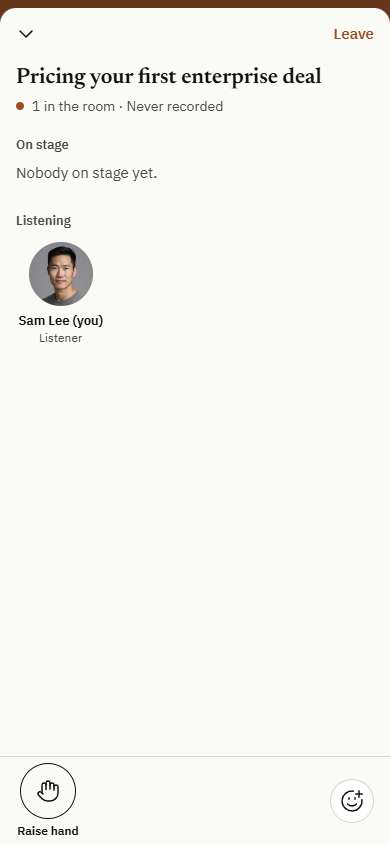 Leave
Pricing your first enterprise deal
1 in the room · Never recorded
On stage
Nobody on stage yet.
Listening
Sam Lee (you)
Listener
Raise hand